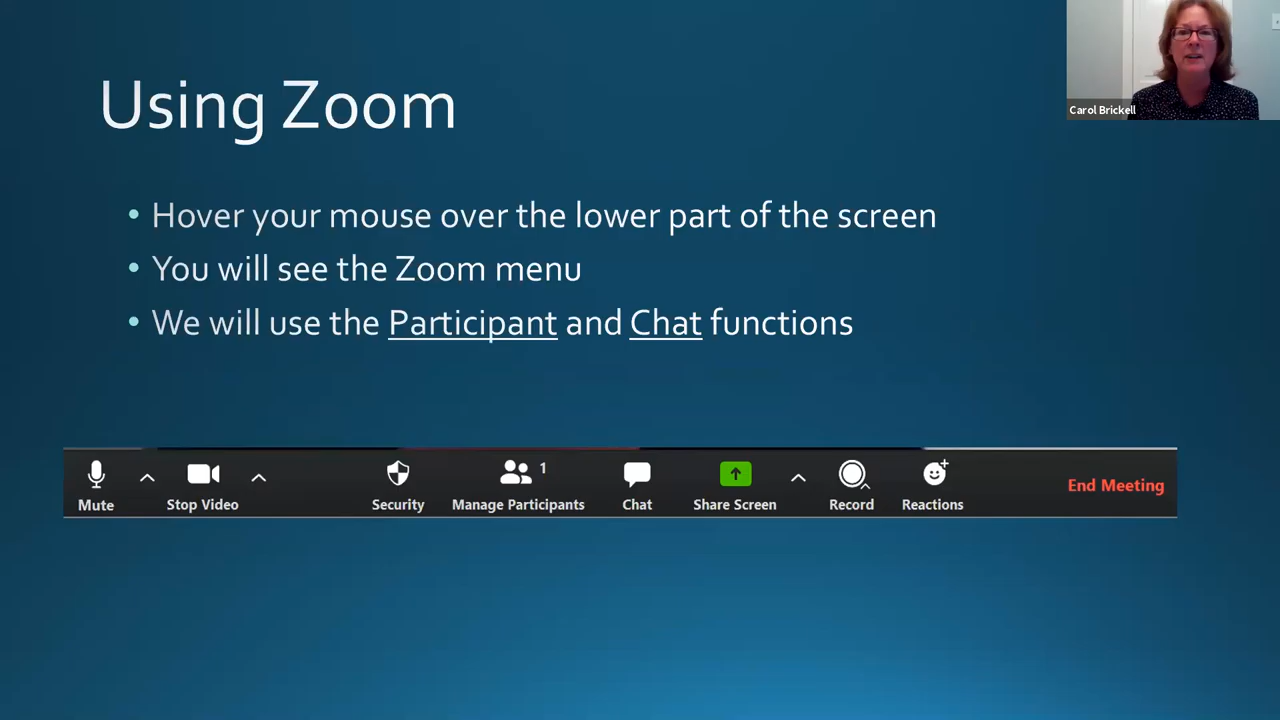 Carol Brickell
Using Zoom
• Hover your mouse over the lower part of the screen
• You will see the Zoom menu
• We will use the Participant and Chat functions
1
Mute Stop Video Security Manage Participants Chat Share Screen Record Reactions End Meeting